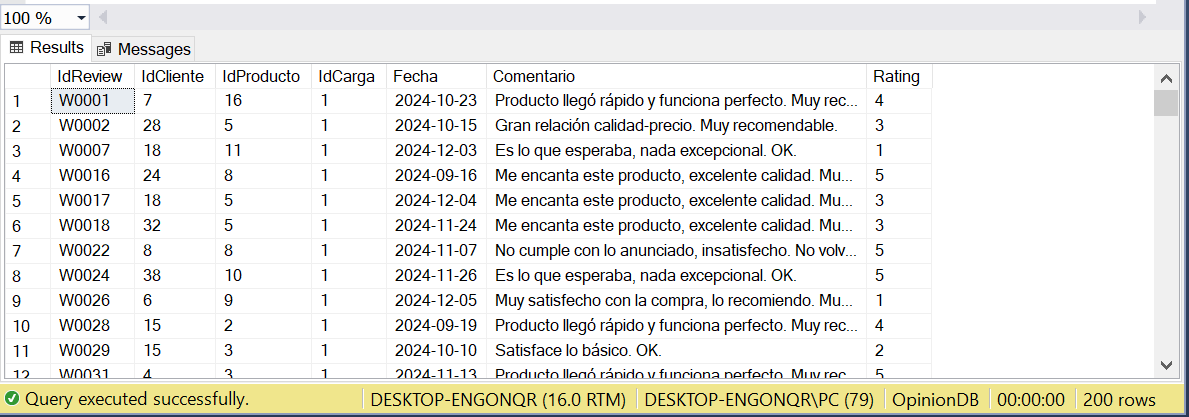 100 %
Results Messages
IdReview IdCliente IdProducto IdCarga Fecha Comentario Rating
1 W0001 7 16 1 2024-10-23 Producto llegó rápido y funciona perfecto. Muy rec... 4
2 W0002 28 5 1 2024-10-15 Gran relación calidad-precio. Muy recomendable. 3
3 W0007 18 11 1 2024-12-03 Es lo que esperaba, nada excepcional. OK. 1
4 W0016 24 8 1 2024-09-16 Me encanta este producto, excelente calidad. Mu... 5
5 W0017 18 5 1 2024-12-04 Me encanta este producto, excelente calidad. Mu... 3
6 W0018 32 5 1 2024-11-24 Me encanta este producto, excelente calidad. Mu... 3
7 W0022 8 8 1 2024-11-07 No cumple con lo anunciado, insatisfecho. No volv... 5
8 W0024 38 10 1 2024-11-26 Es lo que esperaba, nada excepcional. OK. 5
9 W0026 6 9 1 2024-12-05 Muy satisfecho con la compra, lo recomiendo. Mu... 1
10 W0028 15 2 1 2024-09-19 Producto llegó rápido y funciona perfecto. Muy rec... 4
11 W0029 15 3 1 2024-10-10 Satisface lo básico. OK. 2
12 W0031 4 3 1 2024-11-13 Producto llegó rápido y funciona perfecto. Muy rec... 5
Query executed successfully. DESKTOP-ENGONQR (16.0 RTM) DESKTOP-ENGONQR\PC (79) OpinionDB 00:00:00 200 rows